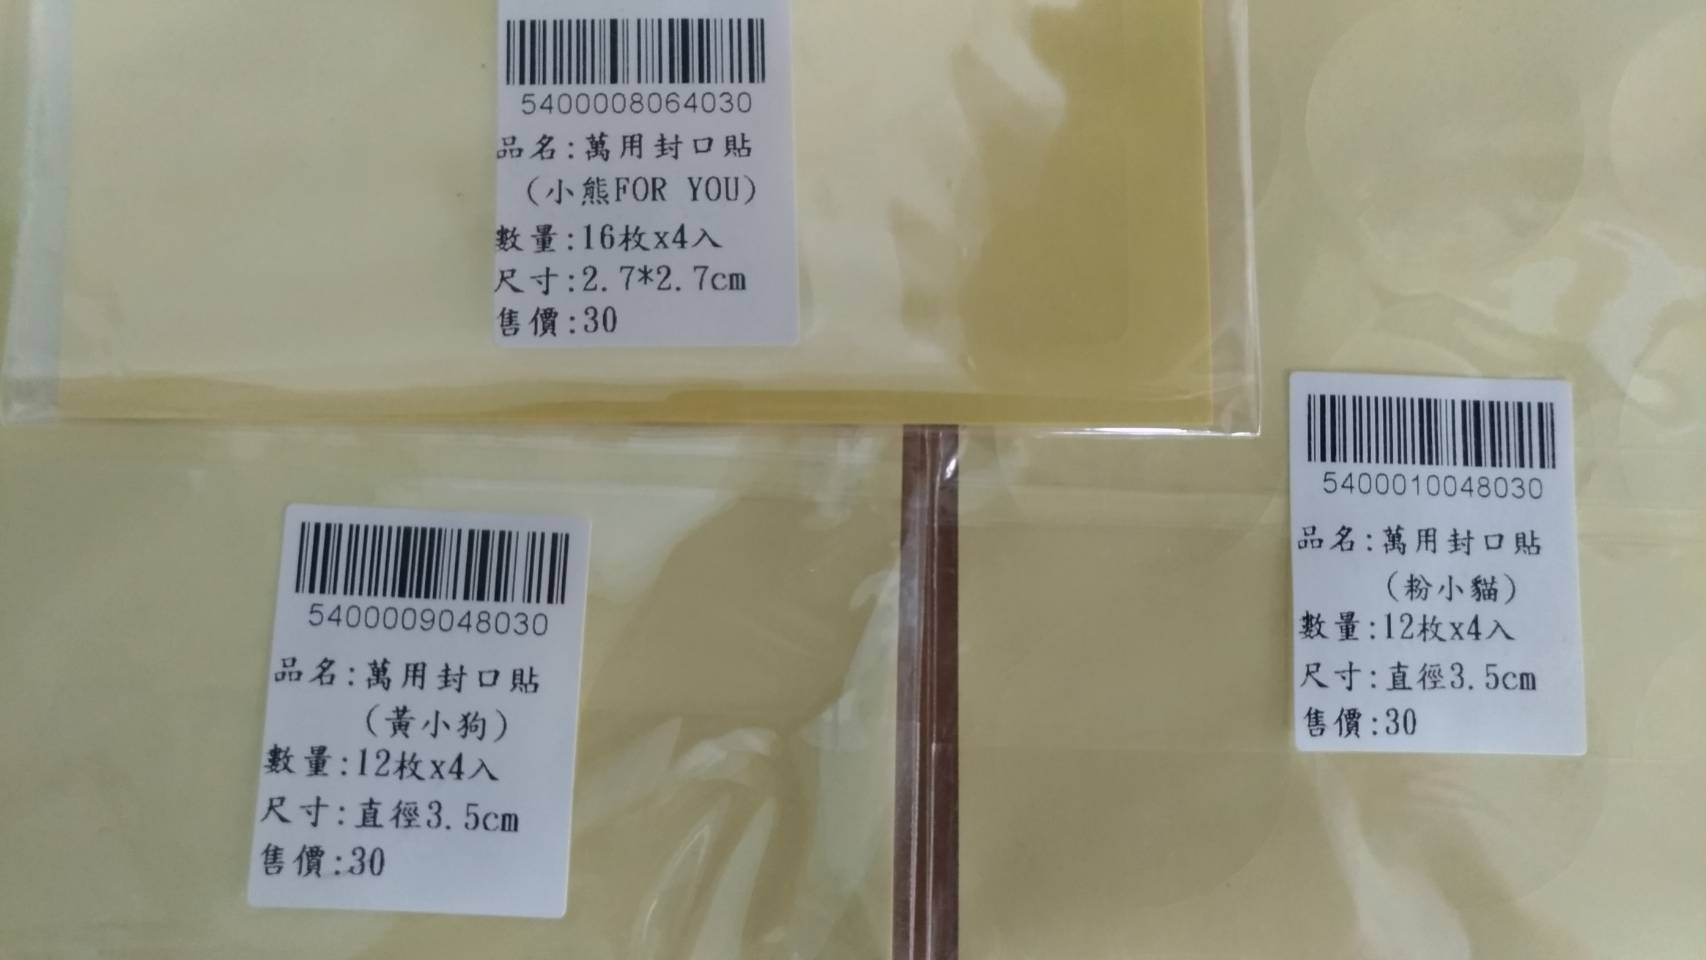 5400008064030
品名:萬用封口貼
(小熊FOR YOU)
數量:16枚x4入
尺寸:2.7*2.7cm
售價:30
5400009048030
品名:萬用封口貼
(黃小狗)
數量:12枚x4入
尺寸:直徑3.5cm
售價:30
5400010048030
品名:萬用封口貼
(粉小貓)
數量:12枚x4入
尺寸:直徑3.5cm
售價:30